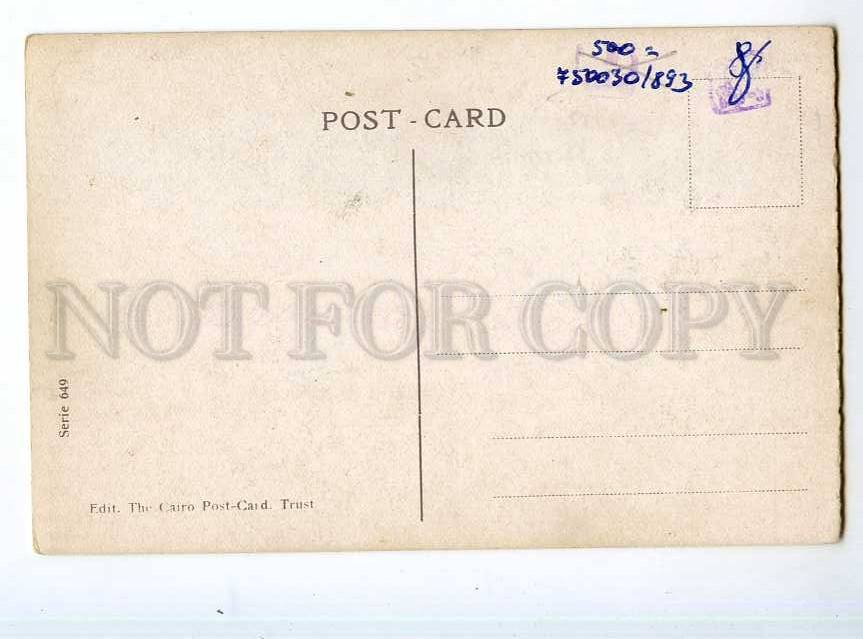 500 =
750030/893
8
POST - CARD
NOT FOR COPY
Serie 649
Edit. The Cairo Post-Card. Trust